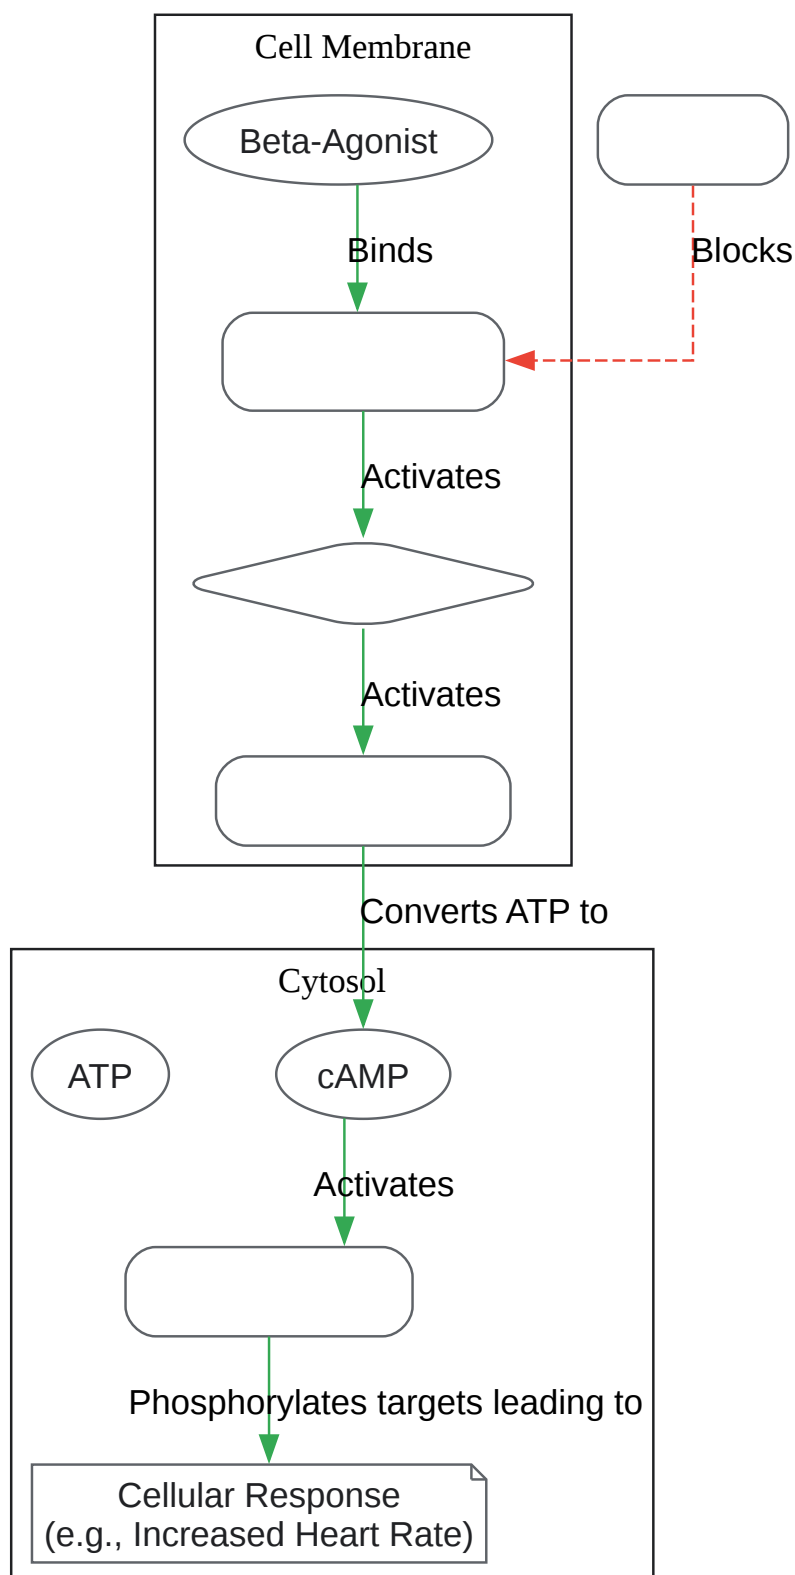 Cell Membrane
Beta-Agonist
Binds
Blocks
Activates
Activates
Converts ATP to
Cytosol
ATP
cAMP
Activates
Phosphorylates targets leading to
Cellular Response
(e.g., Increased Heart Rate)